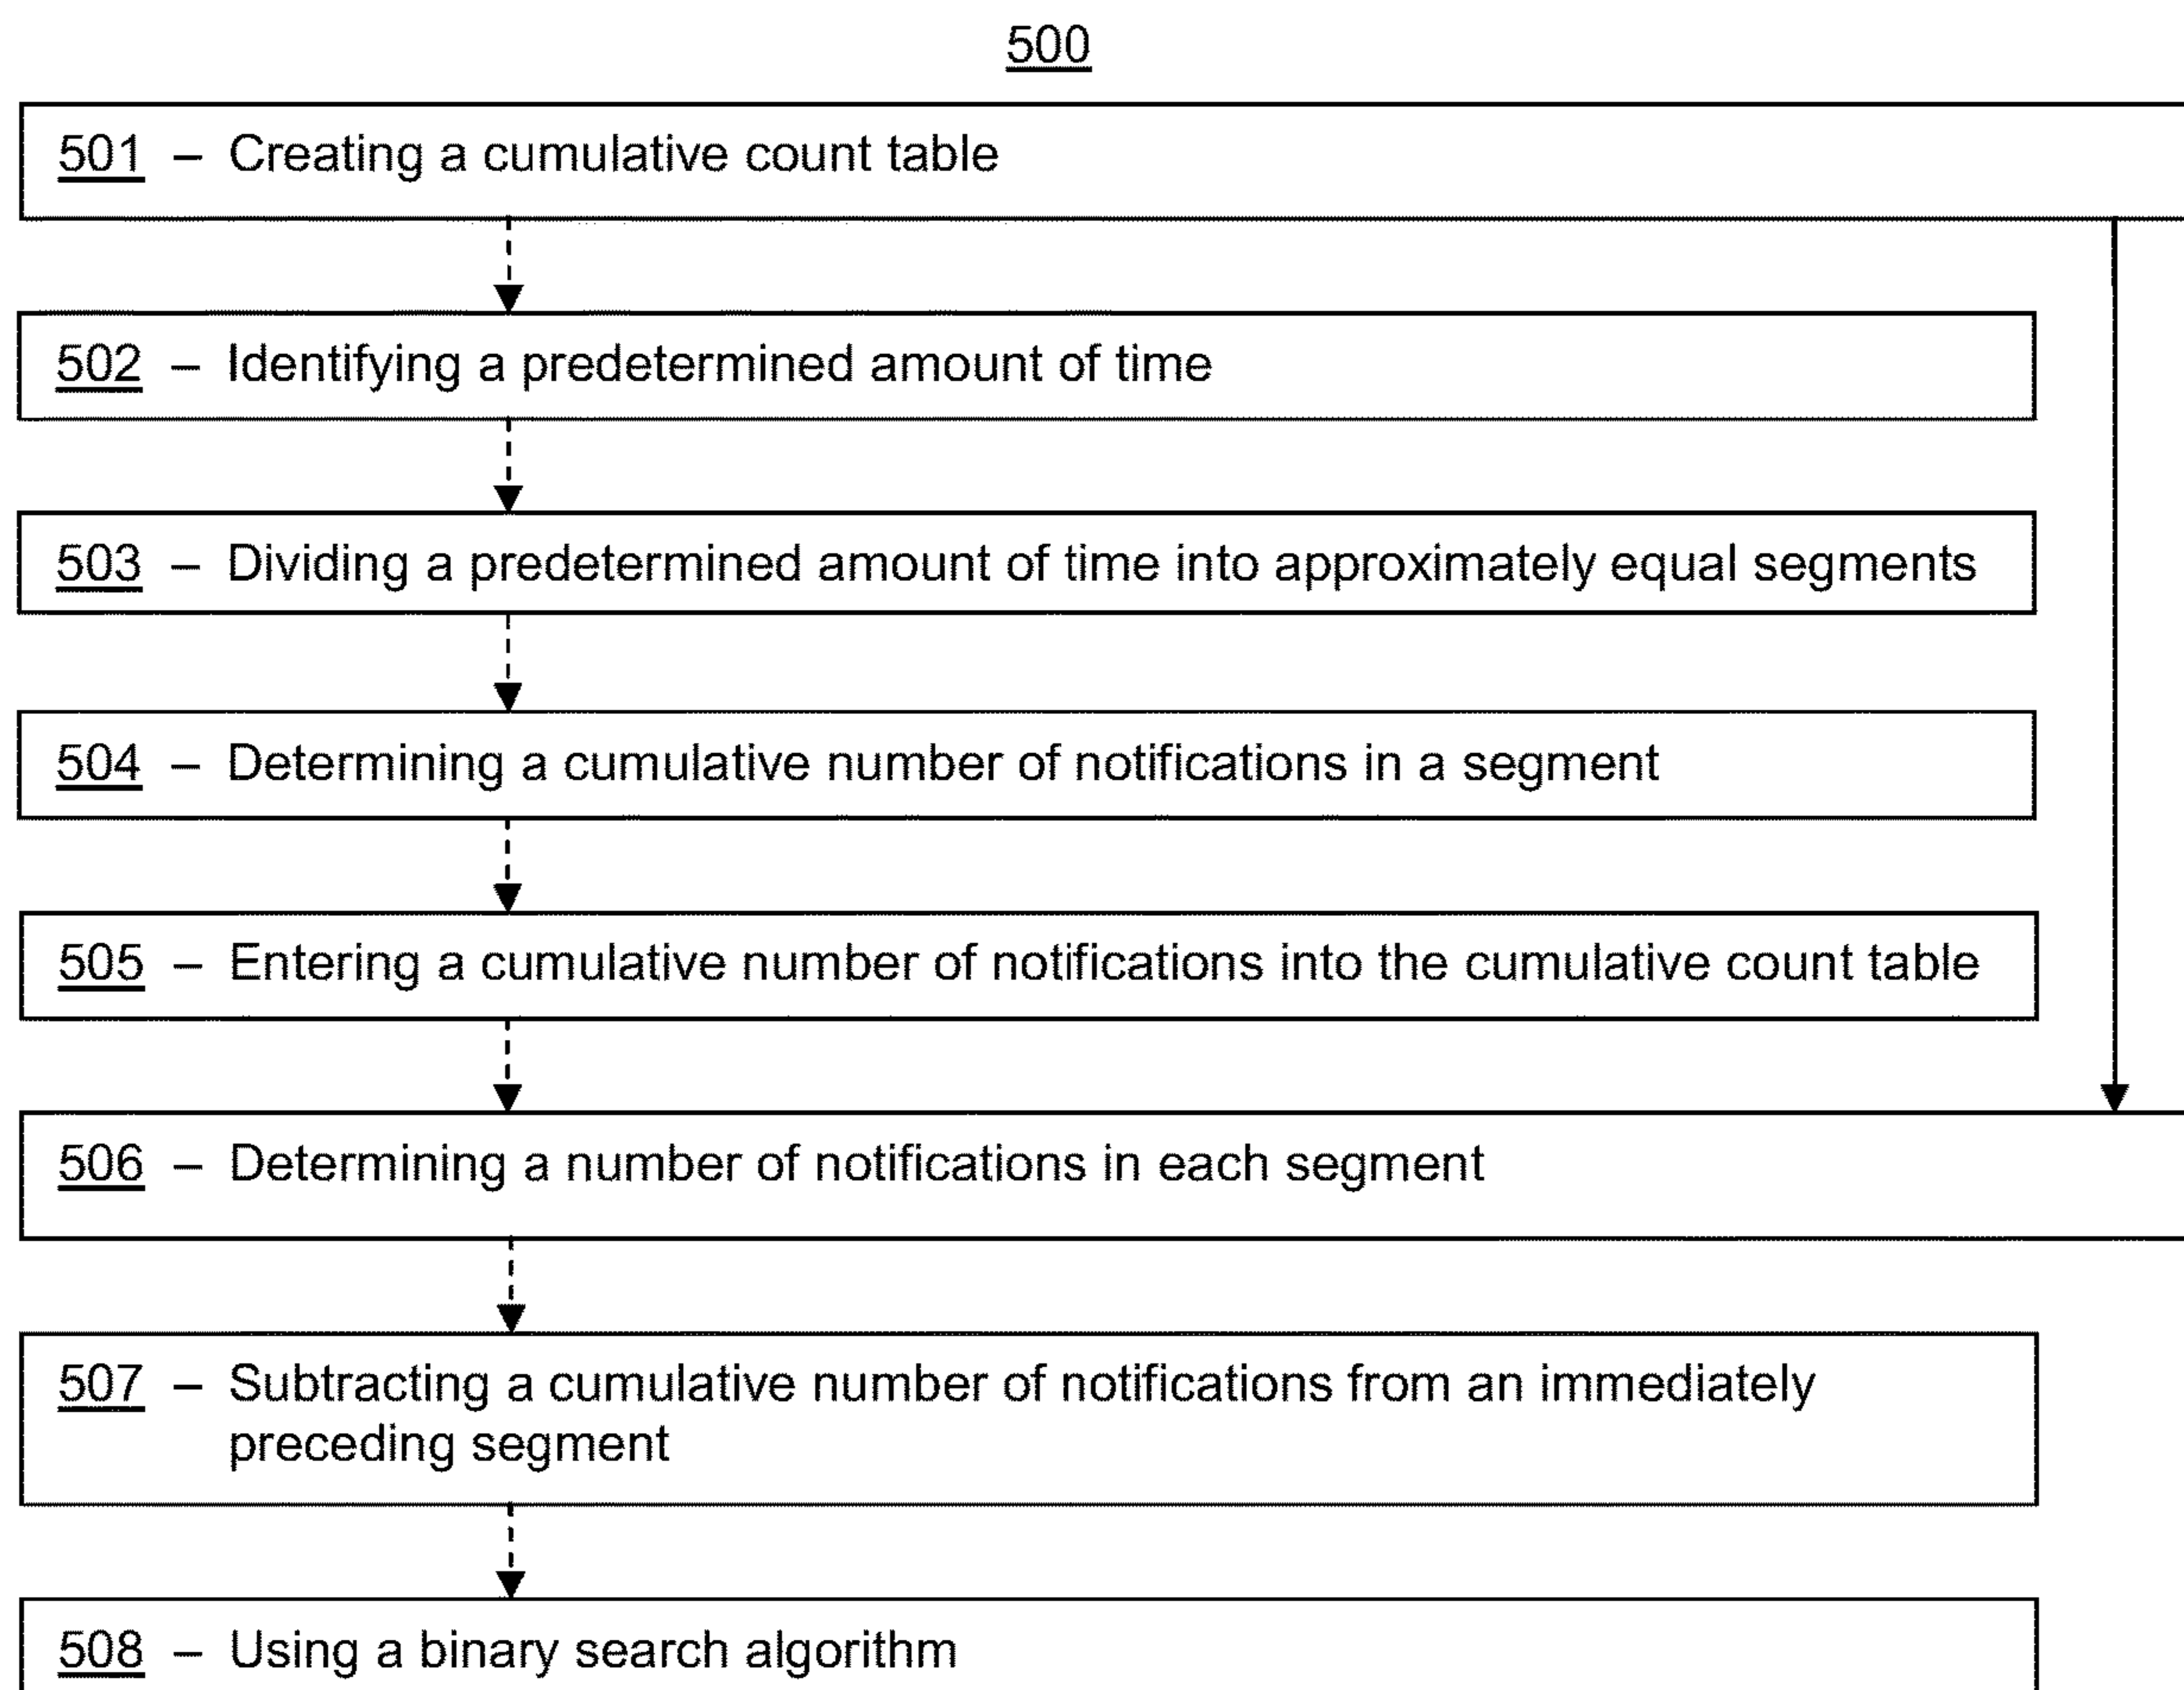 500
501 – Creating a cumulative count table
502 – Identifying a predetermined amount of time
503 – Dividing a predetermined amount of time into approximately equal segments
504 – Determining a cumulative number of notifications in a segment
505 – Entering a cumulative number of notifications into the cumulative count table
506 – Determining a number of notifications in each segment
507 – Subtracting a cumulative number of notifications from an immediately
preceding segment
508 – Using a binary search algorithm